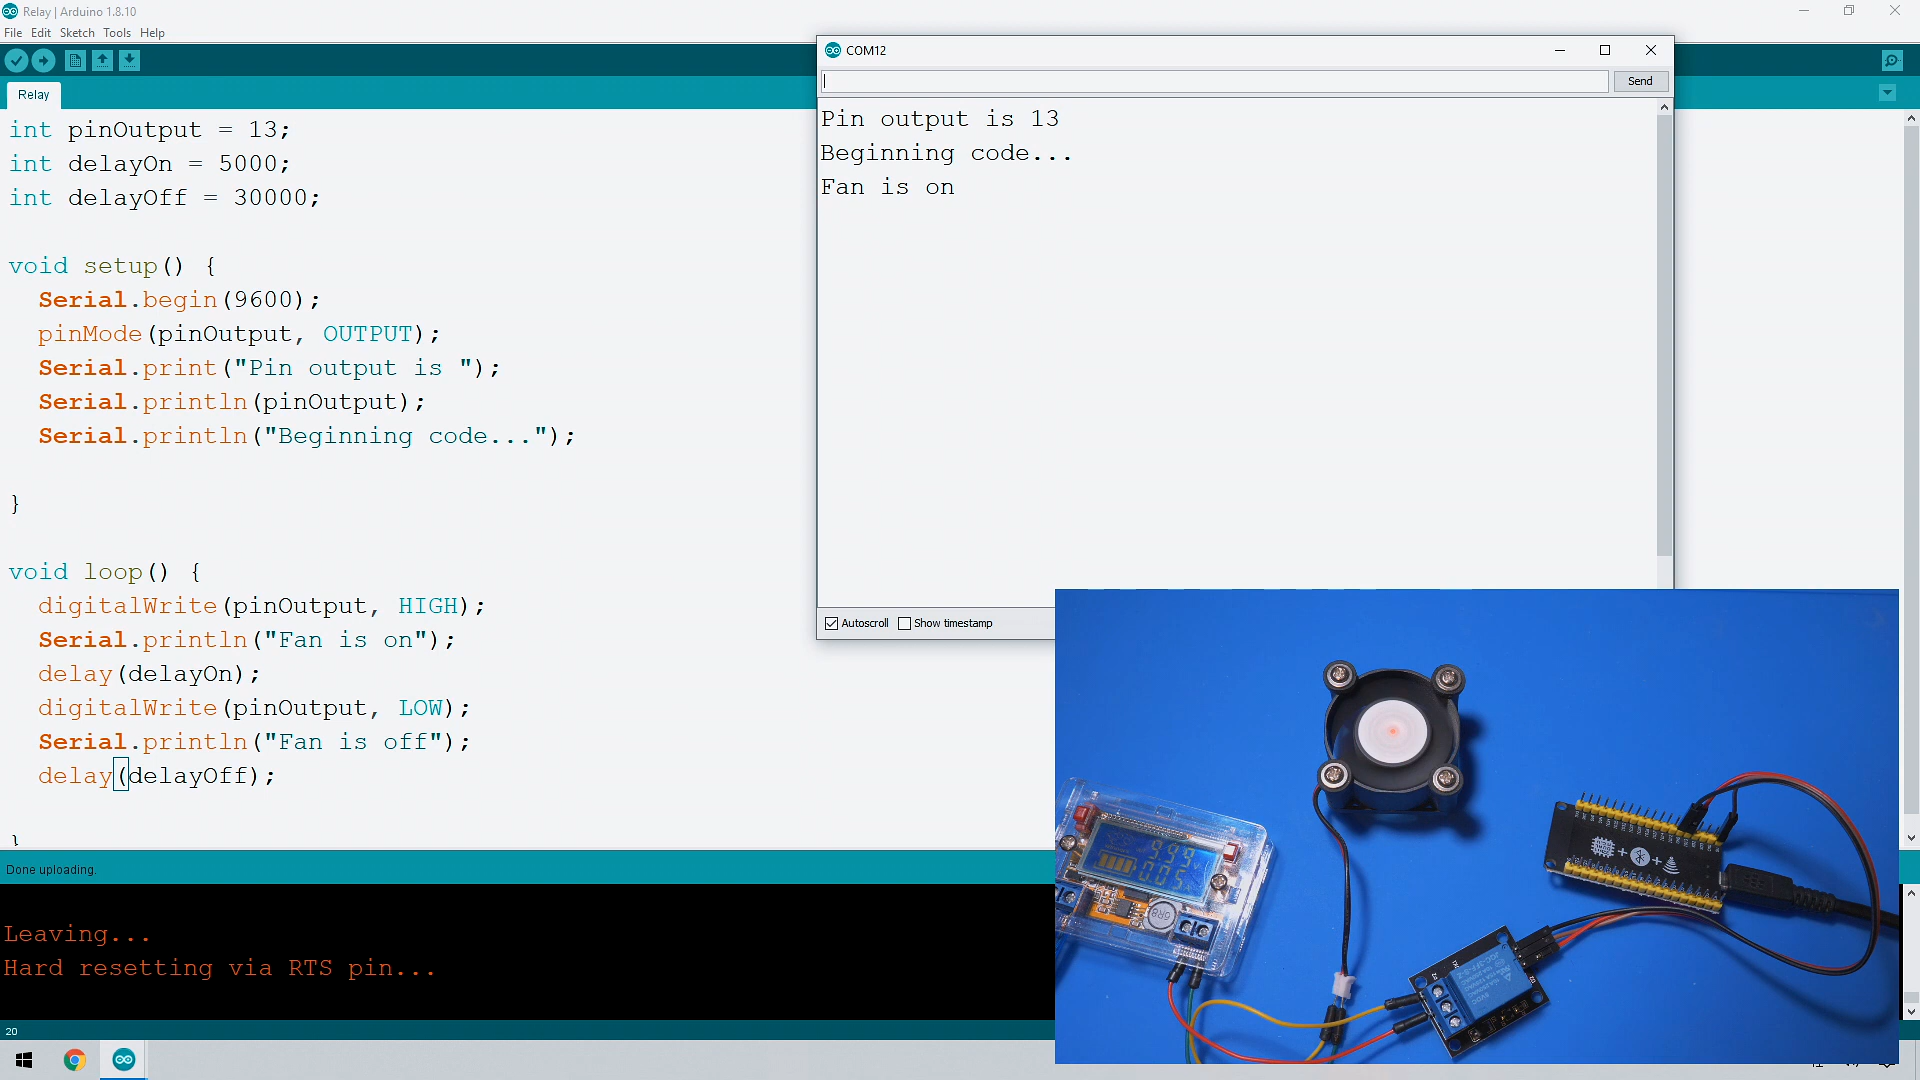 Relay | Arduino 1.8.10
File Edit Sketch Tools Help
Relay
int pinOutput = 13;
int delayOn = 5000;
int delayOff = 30000;
void setup() {
Serial.begin(9600);
pinMode(pinOutput, OUTPUT);
Serial.print("Pin output is ");
Serial.println(pinOutput);
Serial.println("Beginning code...");
}
void loop() {
digitalWrite(pinOutput, HIGH);
Serial.println("Fan is on");
delay(delayOn);
digitalWrite(pinOutput, LOW);
Serial.println("Fan is off");
delay(delayOff);
}
Done uploading.
Leaving...
Hard resetting via RTS pin...
20
COM12
Send
Pin output is 13
Beginning code...
Fan is on
Autoscroll Show timestamp
6R8